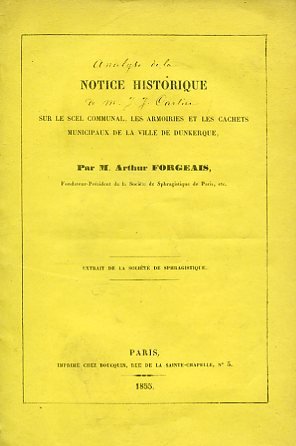 Analyse de la
NOTICE HISTORIQUE
de M. J. J. Carlier
SUR LE SCEL COMMUNAL, LES ARMOIRIES ET LES CACHETS
MUNICIPAUX DE LA VILLE DE DUNKERQUE,
Par M. Arthur FORGEAIS,
Fondateur-Président de la Société de Sphragistique de Paris, etc.
EXTRAIT DE LA SOCIÉTÉ DE SPHRAGISTIQUE.
PARIS,
IMPRIMÉ CHEZ BOUCQUIN, RUE DE LA SAINTE-CHAPELLE, N° 5.
1855.